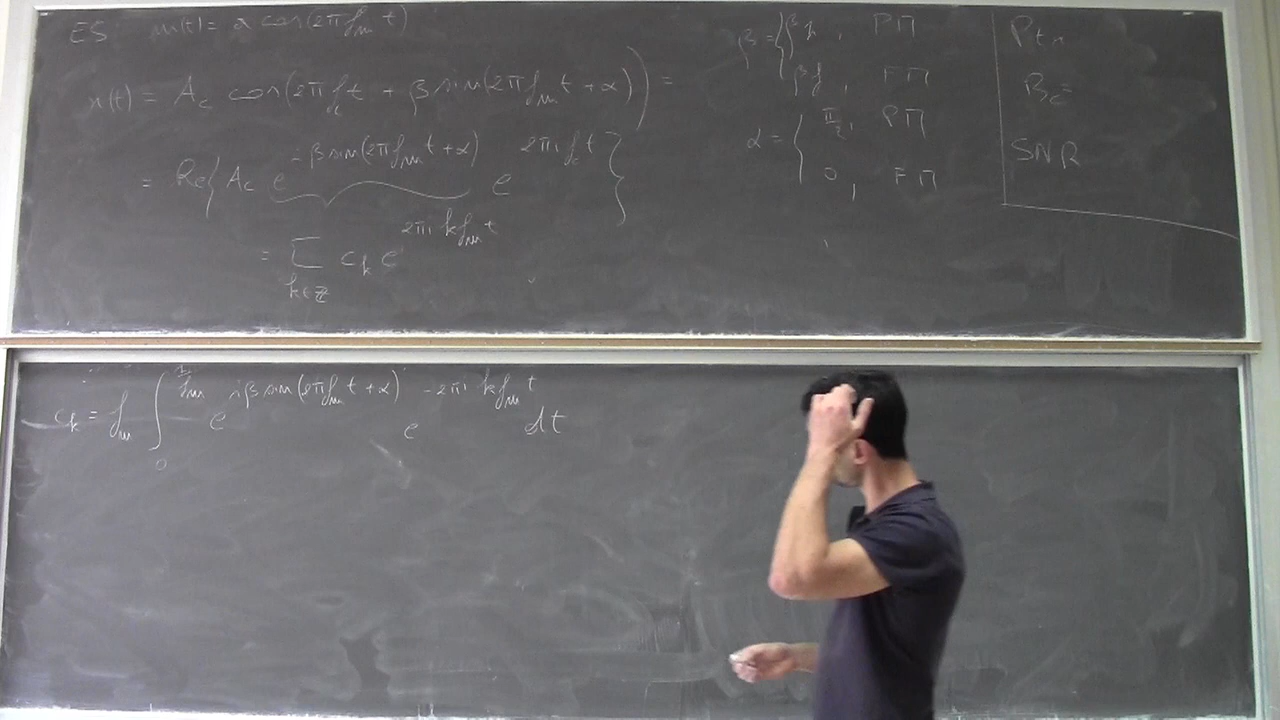 ES m(t) = a cos(2π f_m t)
x(t) = A_c cos(2π f_c t + β sin(2π f_m t + α)) =
= Re{ A_c e^{iβ sin(2π f_m t + α)} e^{2πi f_c t} }
= Σ_{k∈ℤ} c_k e^{2πi k f_m t}
β = { β_p , PM
β_f , FM
α = { π/2 , PM
0 , FM
P_tx
B_c
SNR
c_k = f_m ∫_0^{1/f_m} e^{iβ sin(2π f_m t + α)} e^{-2πi k f_m t} dt